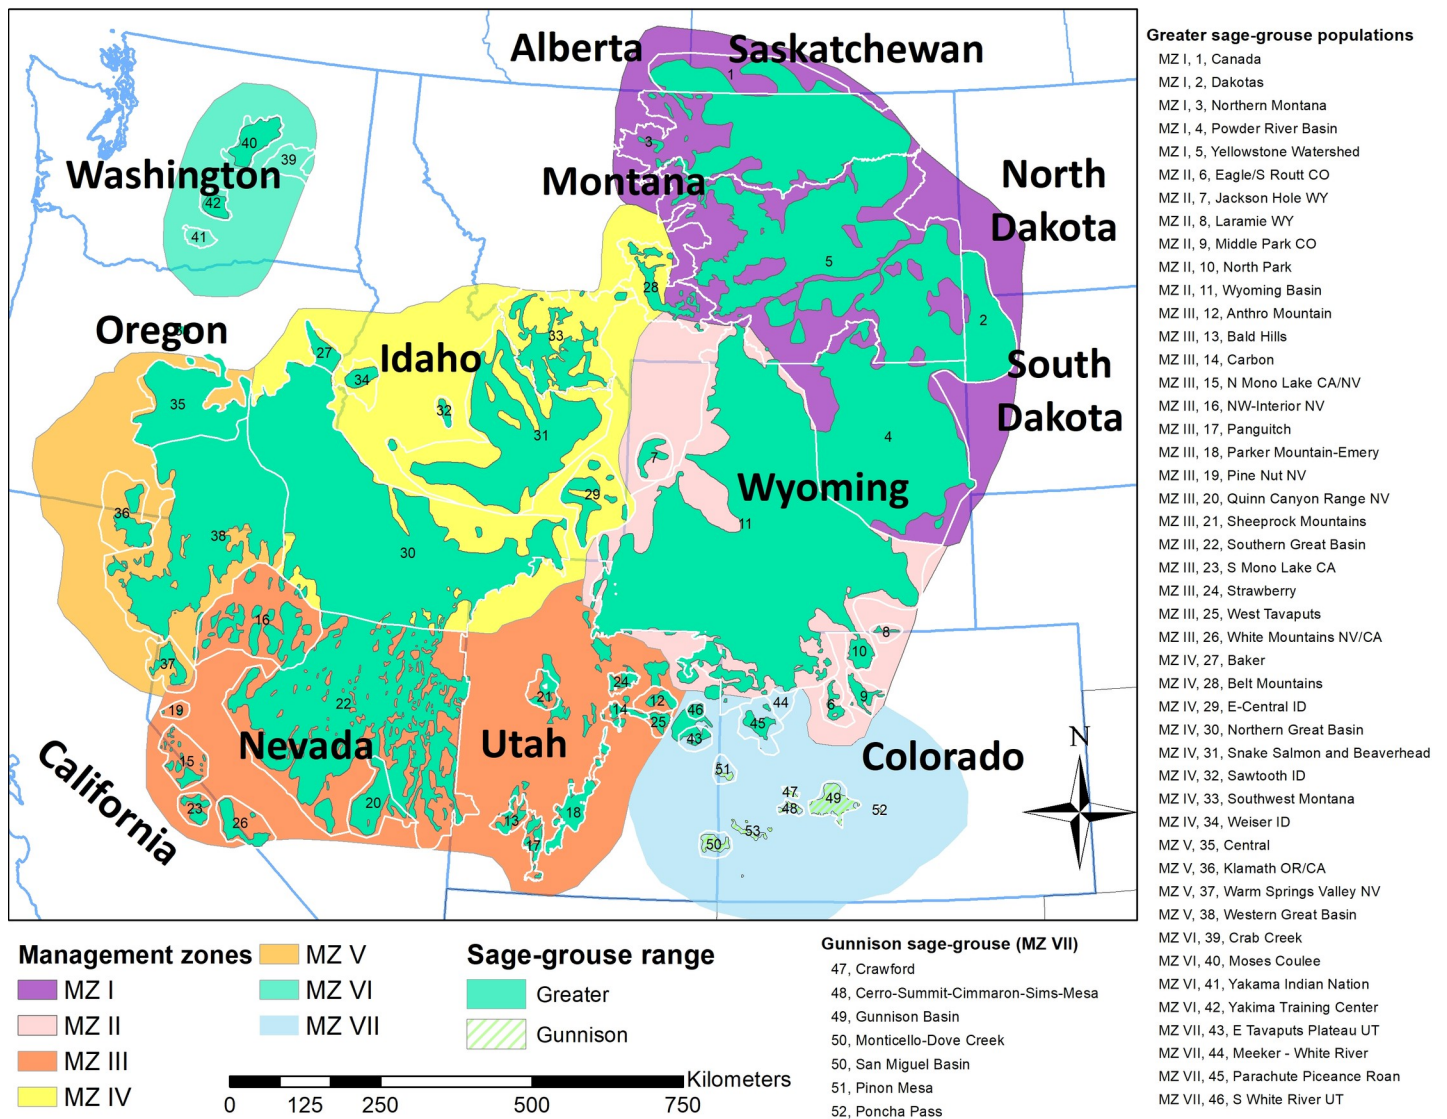 Alberta
Saskatchewan
Washington
Montana
North
Dakota
Oregon
Idaho
South
Dakota
Wyoming
Nevada
Utah
Colorado
California
N
1
3
40
39
42
41
5
28
2
33
27
34
32
35
31
4
7
29
36
11
38
30
16
8
10
37
24
21
12
44
6
9
19
22
14
25
46
45
43
15
51
23
26
20
13
18
47
48
49
52
53
17
50
Greater sage-grouse populations
MZ I, 1, Canada
MZ I, 2, Dakotas
MZ I, 3, Northern Montana
MZ I, 4, Powder River Basin
MZ I, 5, Yellowstone Watershed
MZ II, 6, Eagle/S Routt CO
MZ II, 7, Jackson Hole WY
MZ II, 8, Laramie WY
MZ II, 9, Middle Park CO
MZ II, 10, North Park
MZ II, 11, Wyoming Basin
MZ III, 12, Anthro Mountain
MZ III, 13, Bald Hills
MZ III, 14, Carbon
MZ III, 15, N Mono Lake CA/NV
MZ III, 16, NW-Interior NV
MZ III, 17, Panguitch
MZ III, 18, Parker Mountain-Emery
MZ III, 19, Pine Nut NV
MZ III, 20, Quinn Canyon Range NV
MZ III, 21, Sheeprock Mountains
MZ III, 22, Southern Great Basin
MZ III, 23, S Mono Lake CA
MZ III, 24, Strawberry
MZ III, 25, West Tavaputs
MZ III, 26, White Mountains NV/CA
MZ IV, 27, Baker
MZ IV, 28, Belt Mountains
MZ IV, 29, E-Central ID
MZ IV, 30, Northern Great Basin
MZ IV, 31, Snake Salmon and Beaverhead
MZ IV, 32, Sawtooth ID
MZ IV, 33, Southwest Montana
MZ IV, 34, Weiser ID
MZ V, 35, Central
MZ V, 36, Klamath OR/CA
MZ V, 37, Warm Springs Valley NV
MZ V, 38, Western Great Basin
MZ VI, 39, Crab Creek
MZ VI, 40, Moses Coulee
MZ VI, 41, Yakama Indian Nation
MZ VI, 42, Yakima Training Center
MZ VII, 43, E Tavaputs Plateau UT
MZ VII, 44, Meeker - White River
MZ VII, 45, Parachute Piceance Roan
MZ VII, 46, S White River UT
Management zones
MZ I
MZ II
MZ III
MZ IV
MZ V
MZ VI
MZ VII
Sage-grouse range
Greater
Gunnison
Kilometers
0 125 250 500 750
Gunnison sage-grouse (MZ VII)
47, Crawford
48, Cerro-Summit-Cimmaron-Sims-Mesa
49, Gunnison Basin
50, Monticello-Dove Creek
50, San Miguel Basin
51, Pinon Mesa
52, Poncha Pass